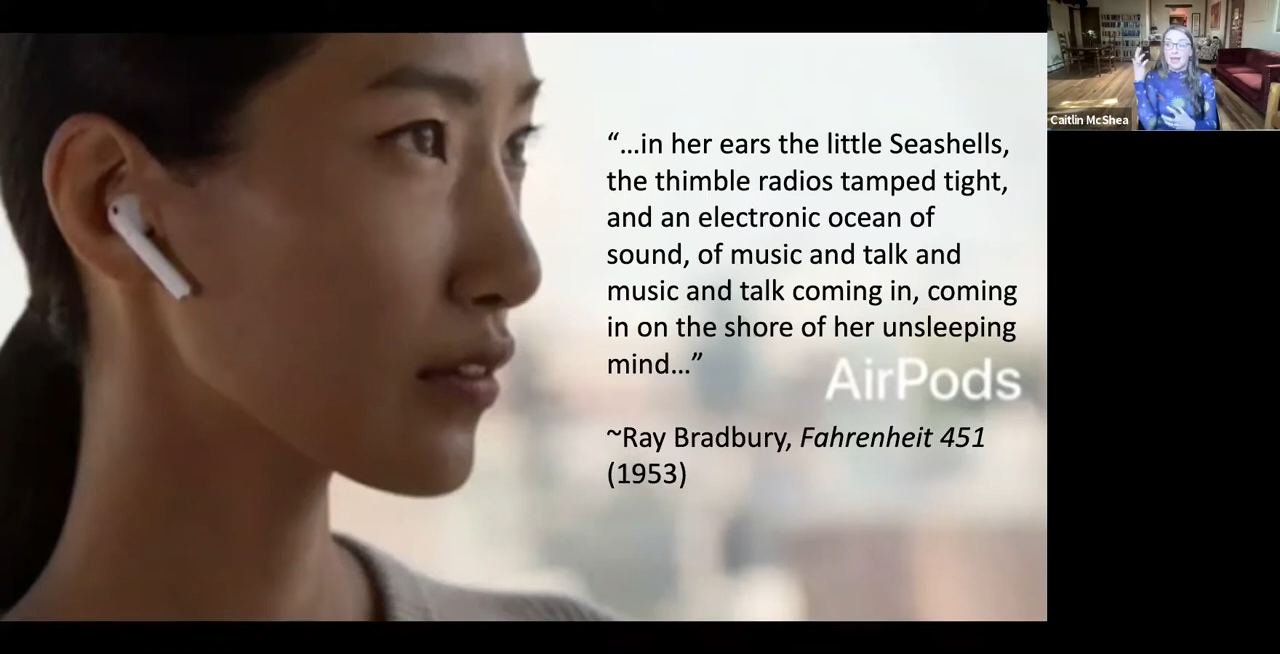 “…in her ears the little Seashells,
the thimble radios tamped tight,
and an electronic ocean of
sound, of music and talk and
music and talk coming in, coming
in on the shore of her unsleeping
mind…”
AirPods
~Ray Bradbury, Fahrenheit 451
(1953)
Caitlin McShea